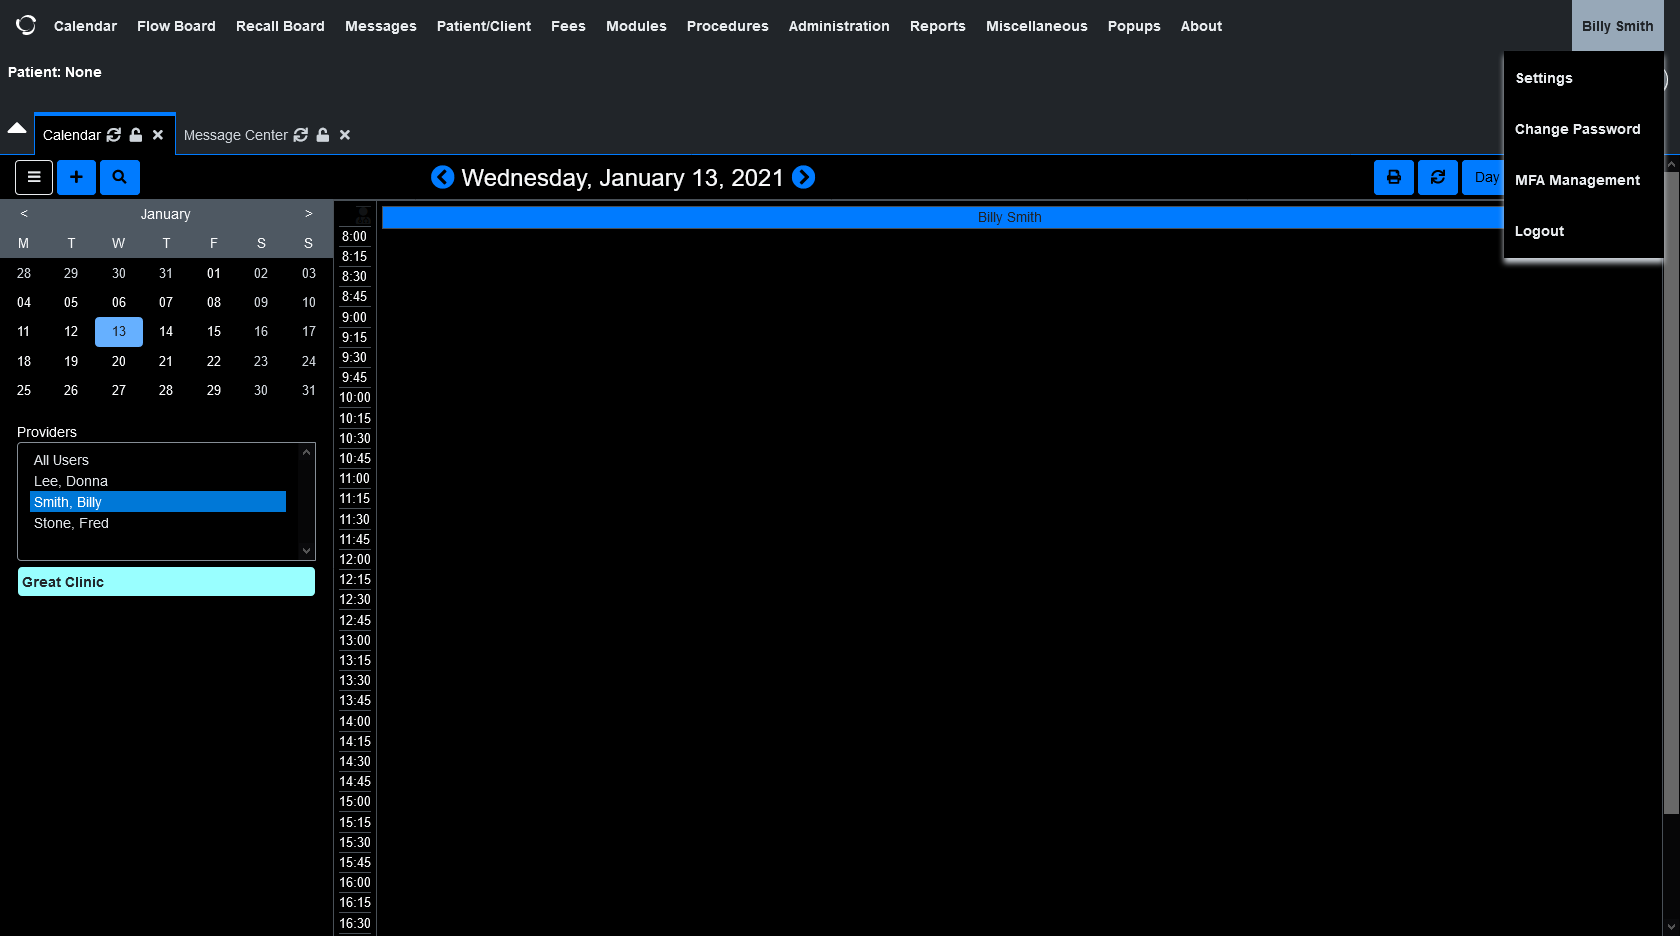 Calendar Flow Board Recall Board Messages Patient/Client Fees Modules Procedures Administration Reports Miscellaneous Popups About Billy Smith
Patient: None
Settings
Change Password
MFA Management
Logout
Calendar
Message Center
Wednesday, January 13, 2021
Day
< January >
M T W T F S S
28 29 30 31 01 02 03
04 05 06 07 08 09 10
11 12 13 14 15 16 17
18 19 20 21 22 23 24
25 26 27 28 29 30 31
Providers
All Users
Lee, Donna
Smith, Billy
Stone, Fred
Great Clinic
Billy Smith
8:00
8:15
8:30
8:45
9:00
9:15
9:30
9:45
10:00
10:15
10:30
10:45
11:00
11:15
11:30
11:45
12:00
12:15
12:30
12:45
13:00
13:15
13:30
13:45
14:00
14:15
14:30
14:45
15:00
15:15
15:30
15:45
16:00
16:15
16:30